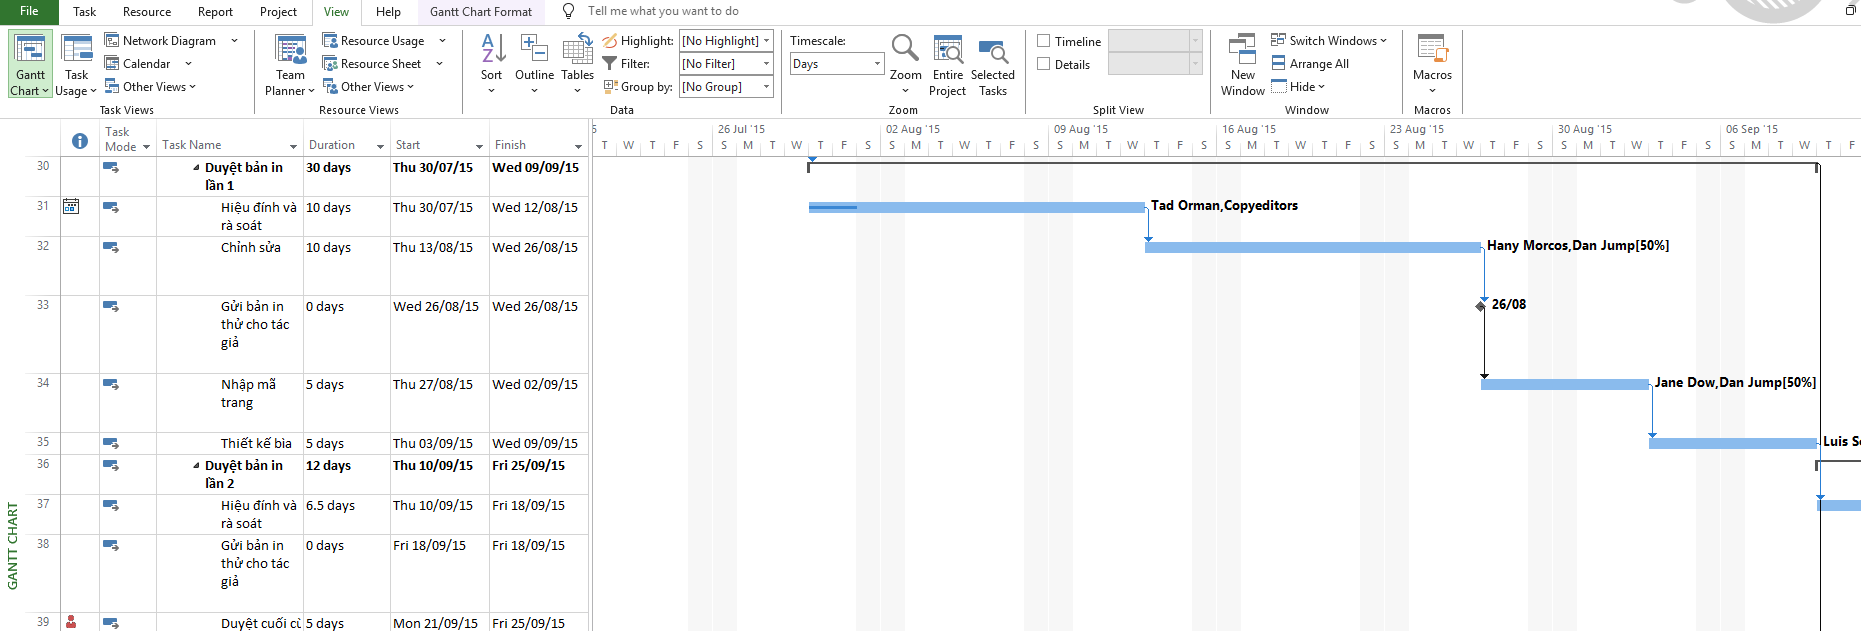 File Task Resource Report Project View Help Gantt Chart Format Tell me what you want to do
Gantt Chart
Task Usage
Network Diagram
Calendar
Other Views
Task Views
Team Planner
Resource Usage
Resource Sheet
Other Views
Resource Views
Sort
Outline
Tables
Highlight: [No Highlight]
Filter: [No Filter]
Group by: [No Group]
Data
Timescale:
Days
Zoom
Entire Project
Selected Tasks
Zoom
Timeline
Details
Split View
New Window
Switch Windows
Arrange All
Hide
Window
Macros
Macros
Task Mode Task Name Duration Start Finish
5 26 Jul '15 02 Aug '15 09 Aug '15 16 Aug '15 23 Aug '15 30 Aug '15 06 Sep '15
T W T F S S M T W T F S S M T W T F S S M T W T F S S M T W T F S S M T W T F S S M T W T F S S M T W T F
30 Duyệt bản in lần 1 30 days Thu 30/07/15 Wed 09/09/15
31 Hiệu đính và rà soát 10 days Thu 30/07/15 Wed 12/08/15 Tad Orman,Copyeditors
32 Chỉnh sửa 10 days Thu 13/08/15 Wed 26/08/15 Hany Morcos,Dan Jump[50%]
33 Gửi bản in thử cho tác giả 0 days Wed 26/08/15 Wed 26/08/15 26/08
34 Nhập mã trang 5 days Thu 27/08/15 Wed 02/09/15 Jane Dow,Dan Jump[50%]
35 Thiết kế bìa 5 days Thu 03/09/15 Wed 09/09/15 Luis
36 Duyệt bản in lần 2 12 days Thu 10/09/15 Fri 25/09/15
37 Hiệu đính và rà soát 6.5 days Thu 10/09/15 Fri 18/09/15
38 Gửi bản in thử cho tác giả 0 days Fri 18/09/15 Fri 18/09/15
39 Duyệt cuối 5 days Mon 21/09/15 Fri 25/09/15
GANTT CHART